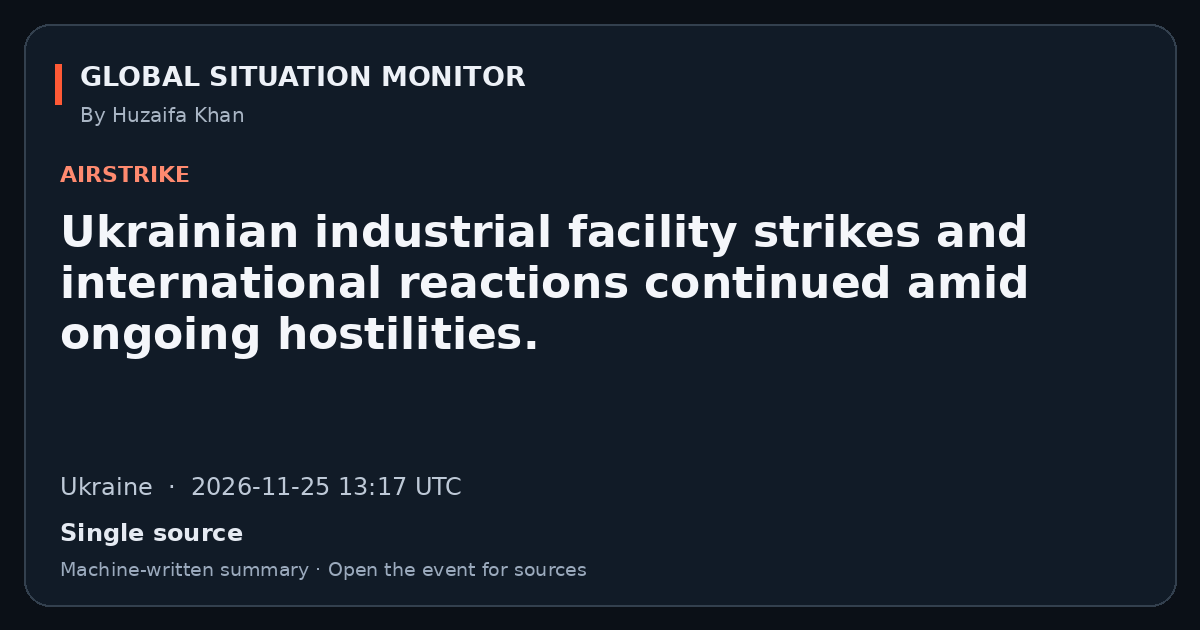 GLOBAL SITUATION MONITOR
By Huzaifa Khan
AIRSTRIKE
Ukrainian industrial facility strikes and
international reactions continued amid
ongoing hostilities.
Ukraine · 2026-11-25 13:17 UTC
Single source
Machine-written summary · Open the event for sources